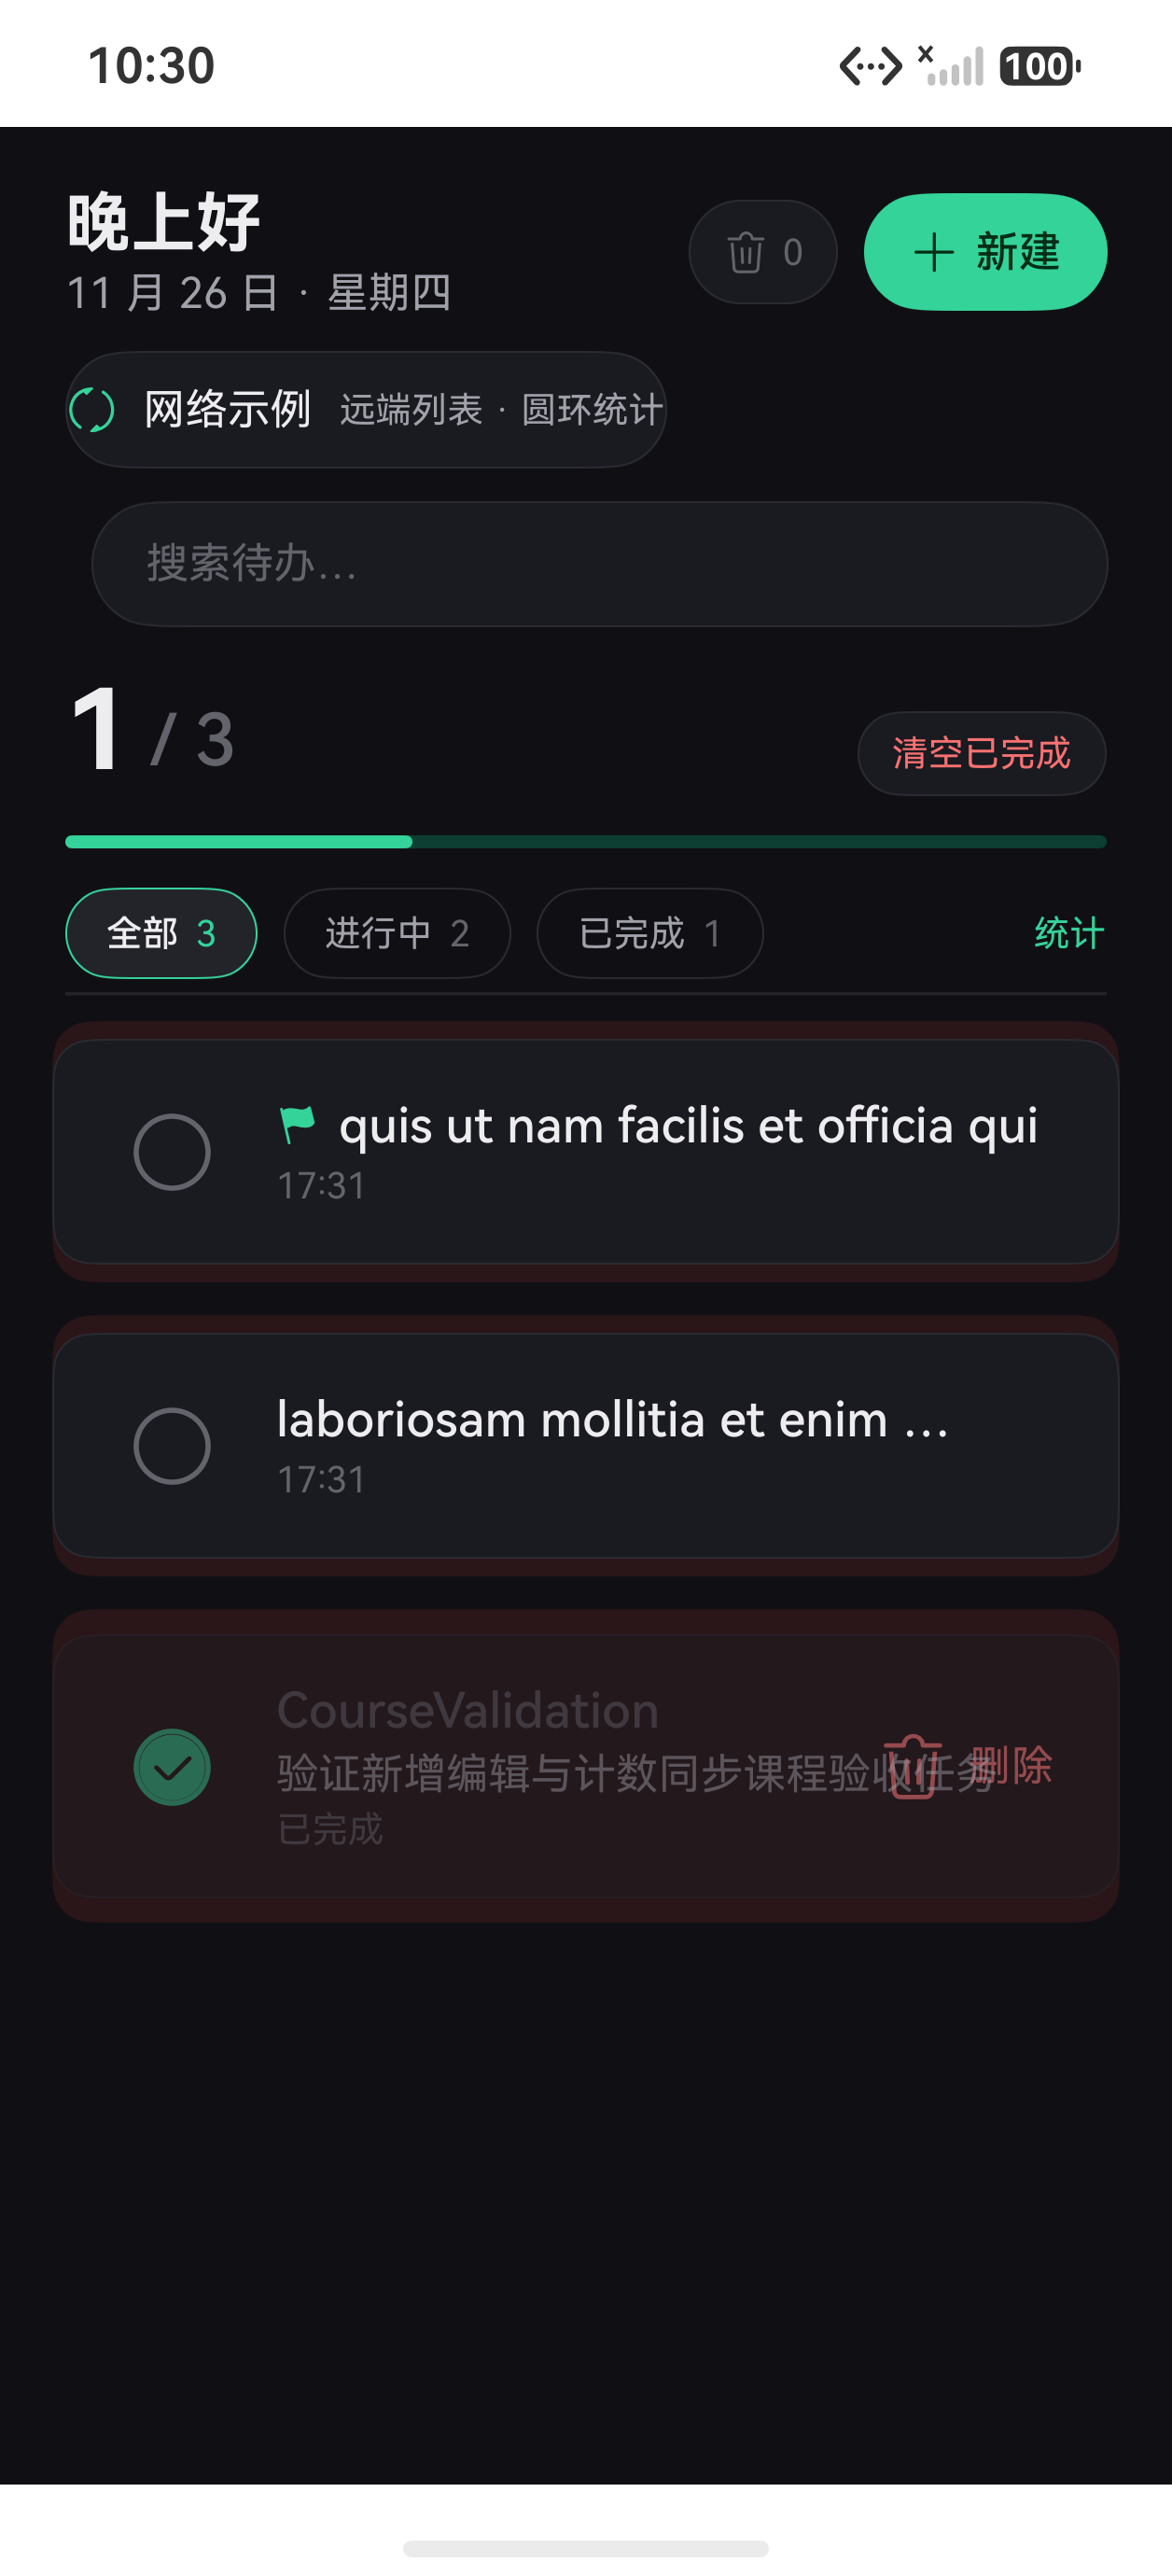 10:30
100
晚上好
11 月 26 日 · 星期四
0
新建
网络示例 远端列表 · 圆环统计
搜索待办…
1 / 3
清空已完成
全部 3
进行中 2
已完成 1
统计
quis ut nam facilis et officia qui
17:31
laboriosam mollitia et enim …
17:31
CourseValidation
验证新增编辑与计数同步课程验收任务
删除
已完成